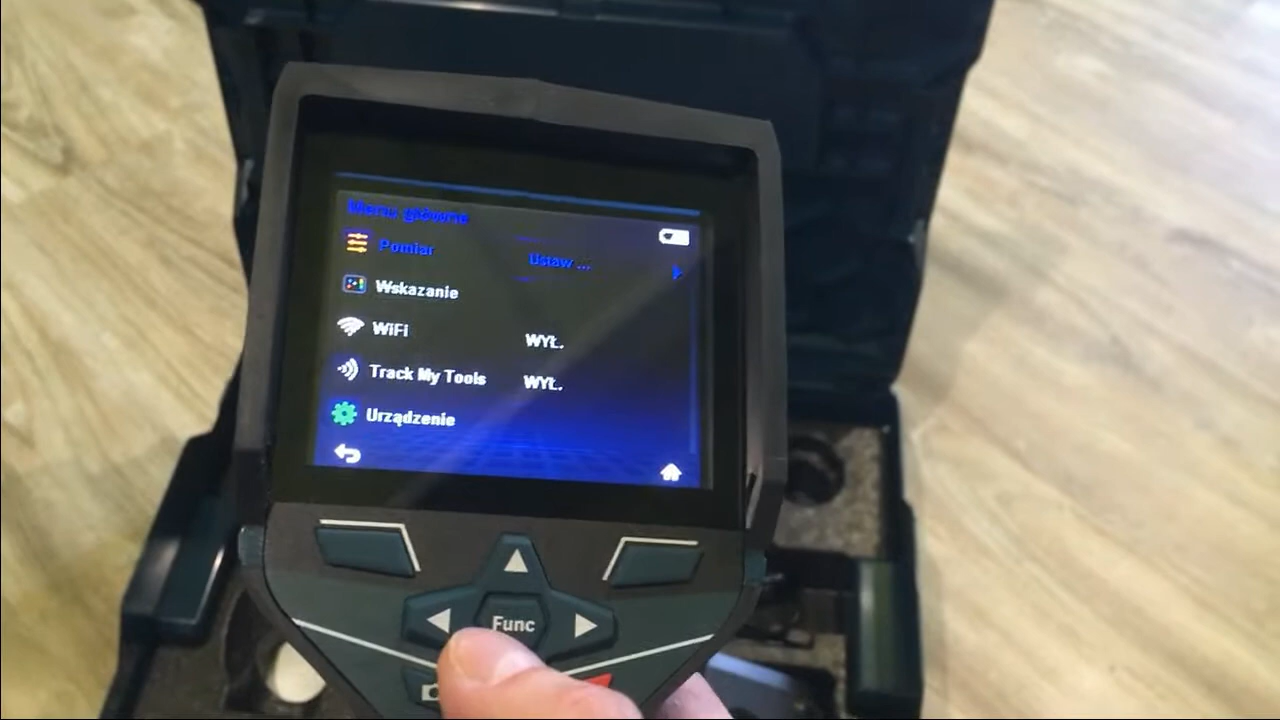 Menu główne
Pomiar Ustaw ...
Wskazanie
WiFi WYŁ.
Track My Tools WYŁ.
Urządzenie
Func